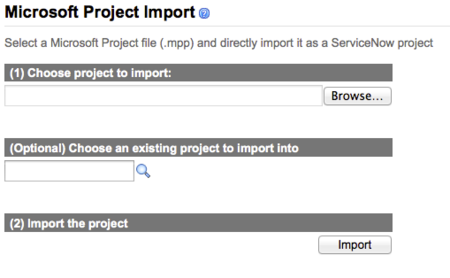 Microsoft Project Import
Select a Microsoft Project file (.mpp) and directly import it as a ServiceNow project
(1) Choose project to import:
Browse...
(Optional) Choose an existing project to import into
(2) Import the project
Import